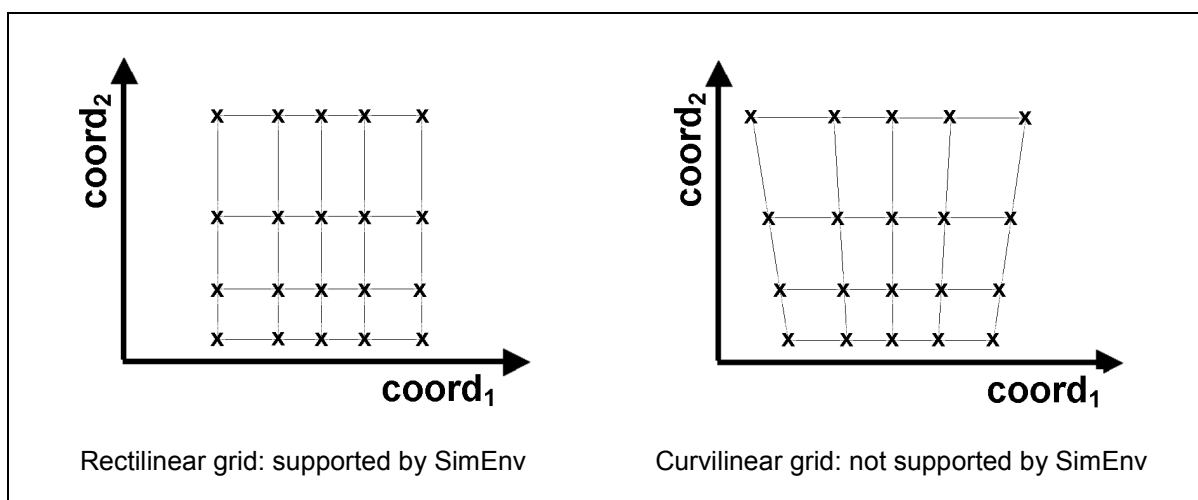 coord₂
coord₁
Rectilinear grid: supported by SimEnv
coord₂
coord₁
Curvilinear grid: not supported by SimEnv